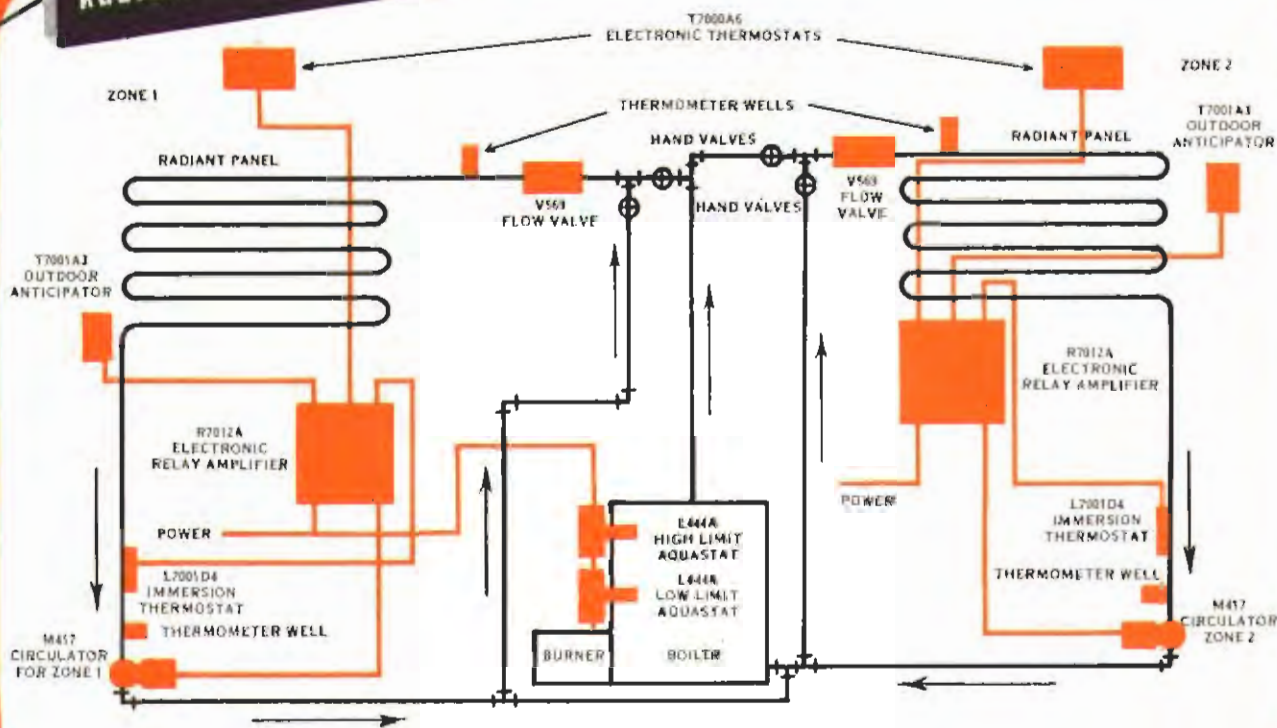 T7000A6
ELECTRONIC THERMOSTATS
ZONE 1
ZONE 2
THERMOMETER WELLS
T7001A3
OUTDOOR
ANTICIPATOR
HAND VALVES
RADIANT PANEL
RADIANT PANEL
V569
FLOW VALVE
HAND VALVES
V569
FLOW
VALVE
T7001A3
OUTDOOR
ANTICIPATOR
R7012A
ELECTRONIC
RELAY AMPLIFIER
R7012A
ELECTRONIC
RELAY AMPLIFIER
POWER
POWER
L444A
HIGH LIMIT
AQUASTAT
L444A
LOW LIMIT
AQUASTAT
L7001D4
IMMERSION
THERMOSTAT
L7001D4
IMMERSION
THERMOSTAT
THERMOMETER WELL
THERMOMETER WELL
M417
CIRCULATOR
FOR ZONE 1
BURNER
BOILER
M417
CIRCULATOR
ZONE 2